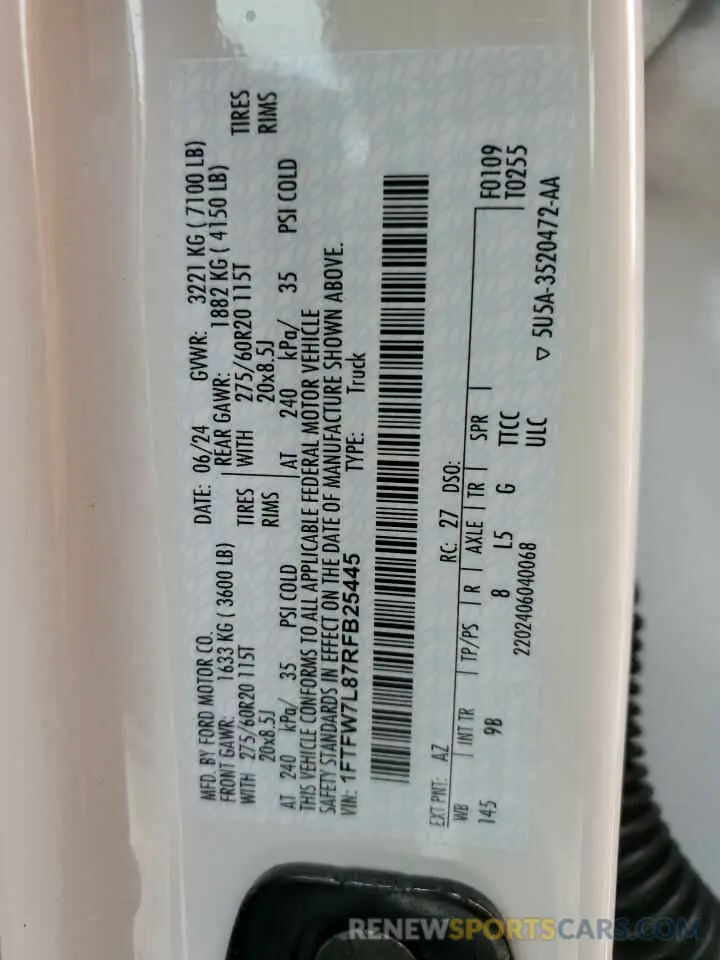 MFD. BY FORD MOTOR CO.
DATE: 06/24 GVWR: 3221 KG ( 7100 LB)
FRONT GAWR: 1633 KG ( 3600 LB) REAR GAWR: 1882 KG ( 4150 LB)
WITH 275/60R20 115T TIRES WITH 275/60R20 115T TIRES
20x8.5J RIMS 20x8.5J RIMS
AT 240 kPa/ 35 PSI COLD AT 240 kPa/ 35 PSI COLD
THIS VEHICLE CONFORMS TO ALL APPLICABLE FEDERAL MOTOR VEHICLE
SAFETY STANDARDS IN EFFECT ON THE DATE OF MANUFACTURE SHOWN ABOVE.
VIN: 1FTFW7L87RFB25445 TYPE: Truck
EXT PNT: AZ RC: 27 DSO: F0109
WB INT TR TP/PS R AXLE TR SPR T0255
145 9B 8 L5 G TTCC
2202406040068 ULC
▽ 5U5A-3520472-AA
RENEWSPORTSCARS.COM